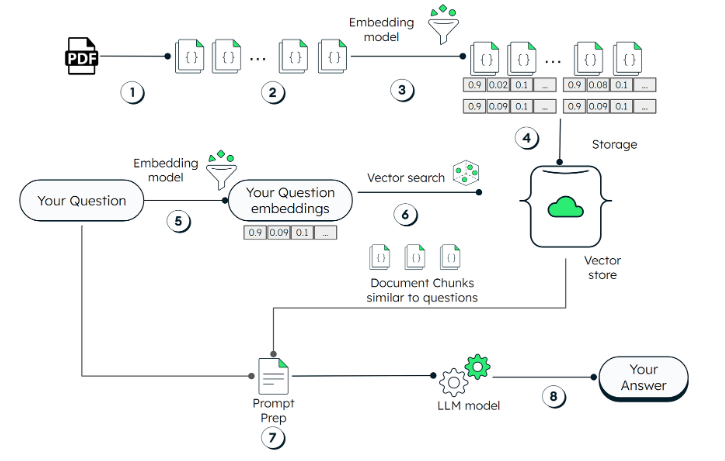 Embedding
model
PDF
{ } { } ... { } { }
1
2
3
{ } { } ... { } { }
0.9 0.02 0.1 ... 0.9 0.08 0.1 ...
0.9 0.09 0.1 ... 0.9 0.09 0.1 ...
4
Storage
Embedding
model
Vector search
Your Question
Your Question
embeddings
5
6
0.9 0.09 0.1 ...
{ } { } { }
Vector
store
Document Chunks
similar to questions
Prompt
Prep
7
LLM model
8
Your
Answer